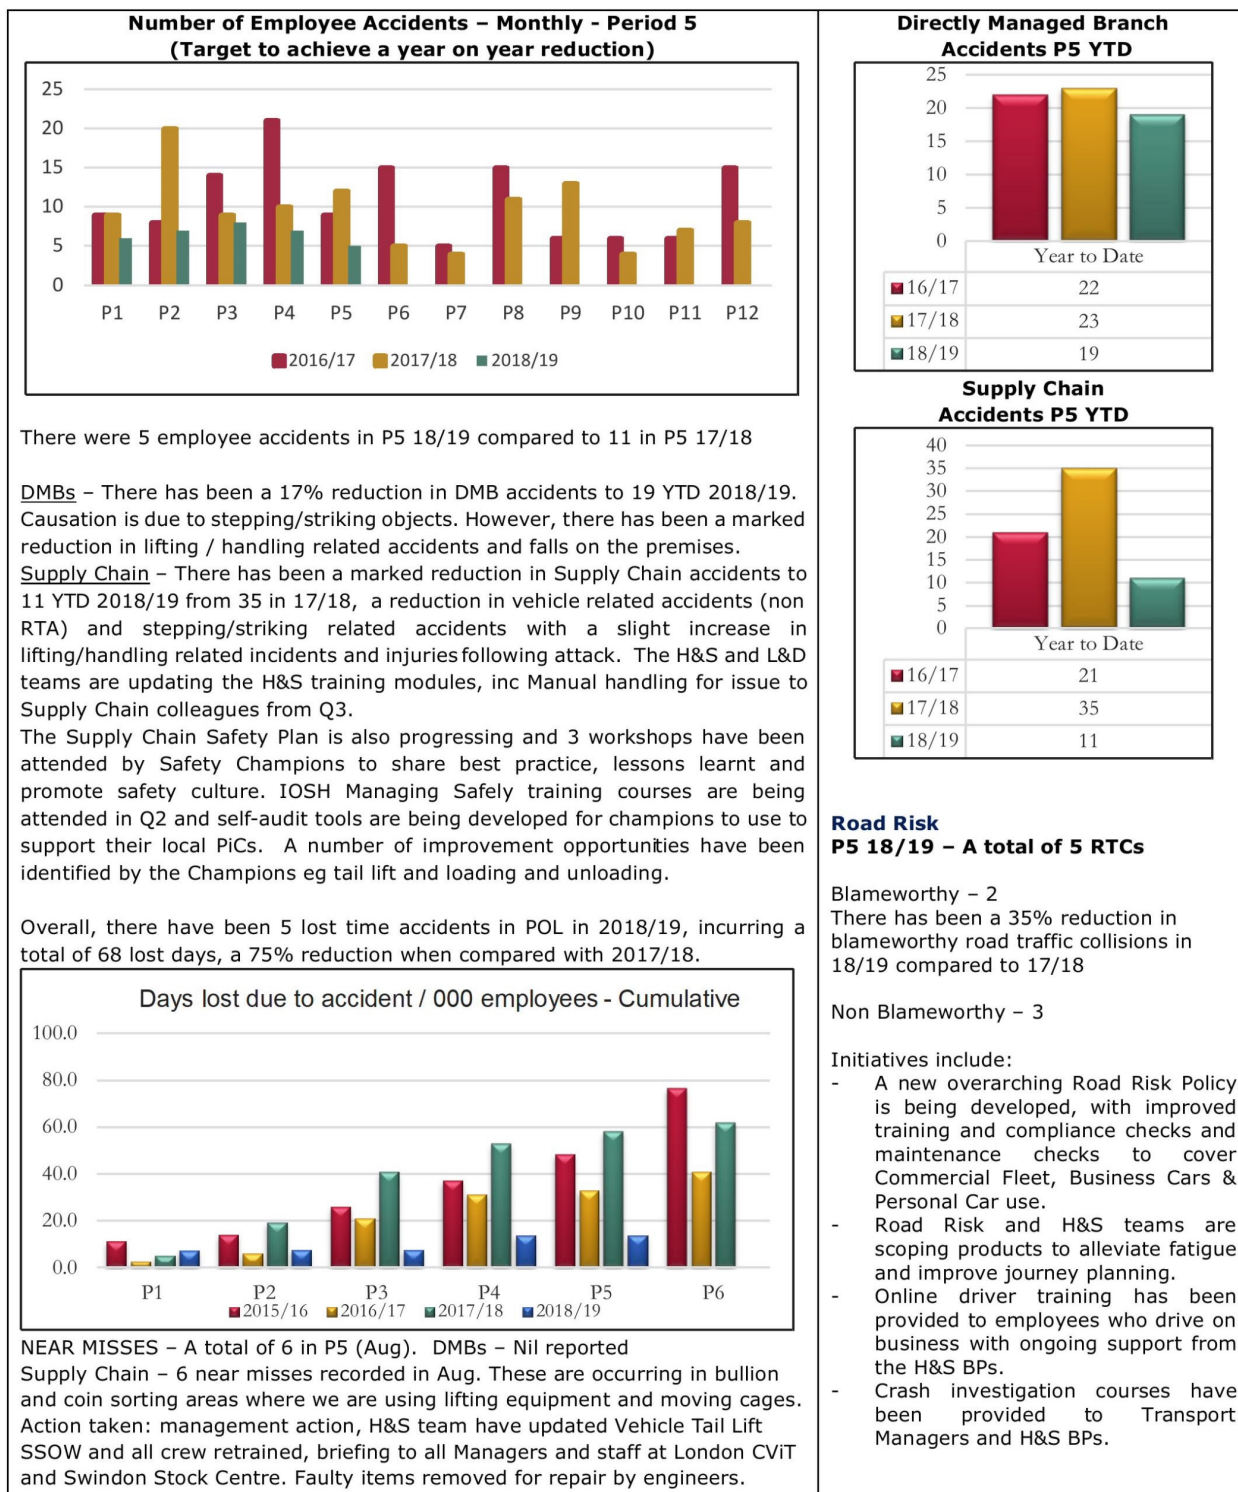 Number of Employee Accidents – Monthly - Period 5
(Target to achieve a year on year reduction)
25
20
15
10
5
0
P1 P2 P3 P4 P5 P6 P7 P8 P9 P10 P11 P12
2016/17 2017/18 2018/19
There were 5 employee accidents in P5 18/19 compared to 11 in P5 17/18
DMBs – There has been a 17% reduction in DMB accidents to 19 YTD 2018/19.
Causation is due to stepping/striking objects. However, there has been a marked
reduction in lifting / handling related accidents and falls on the premises.
Supply Chain – There has been a marked reduction in Supply Chain accidents to
11 YTD 2018/19 from 35 in 17/18, a reduction in vehicle related accidents (non
RTA) and stepping/striking related accidents with a slight increase in
lifting/handling related incidents and injuries following attack. The H&S and L&D
teams are updating the H&S training modules, inc Manual handling for issue to
Supply Chain colleagues from Q3.
The Supply Chain Safety Plan is also progressing and 3 workshops have been
attended by Safety Champions to share best practice, lessons learnt and
promote safety culture. IOSH Managing Safely training courses are being
attended in Q2 and self-audit tools are being developed for champions to use to
support their local PiCs. A number of improvement opportunities have been
identified by the Champions eg tail lift and loading and unloading.
Overall, there have been 5 lost time accidents in POL in 2018/19, incurring a
total of 68 lost days, a 75% reduction when compared with 2017/18.
Days lost due to accident / 000 employees - Cumulative
100.0
80.0
60.0
40.0
20.0
0.0
P1 P2 P3 P4 P5 P6
2015/16 2016/17 2017/18 2018/19
NEAR MISSES – A total of 6 in P5 (Aug). DMBs – Nil reported
Supply Chain – 6 near misses recorded in Aug. These are occurring in bullion
and coin sorting areas where we are using lifting equipment and moving cages.
Action taken: management action, H&S team have updated Vehicle Tail Lift
SSOW and all crew retrained, briefing to all Managers and staff at London CViT
and Swindon Stock Centre. Faulty items removed for repair by engineers.
Directly Managed Branch
Accidents P5 YTD
25
20
15
10
5
0
Year to Date
16/17 22
17/18 23
18/19 19
Supply Chain
Accidents P5 YTD
40
35
30
25
20
15
10
5
0
Year to Date
16/17 21
17/18 35
18/19 11
Road Risk
P5 18/19 – A total of 5 RTCs
Blameworthy – 2
There has been a 35% reduction in
blameworthy road traffic collisions in
18/19 compared to 17/18
Non Blameworthy – 3
Initiatives include:
- A new overarching Road Risk Policy
is being developed, with improved
training and compliance checks and
maintenance checks to cover
Commercial Fleet, Business Cars &
Personal Car use.
- Road Risk and H&S teams are
scoping products to alleviate fatigue
and improve journey planning.
- Online driver training has been
provided to employees who drive on
business with ongoing support from
the H&S BPs.
- Crash investigation courses have
been provided to Transport
Managers and H&S BPs.